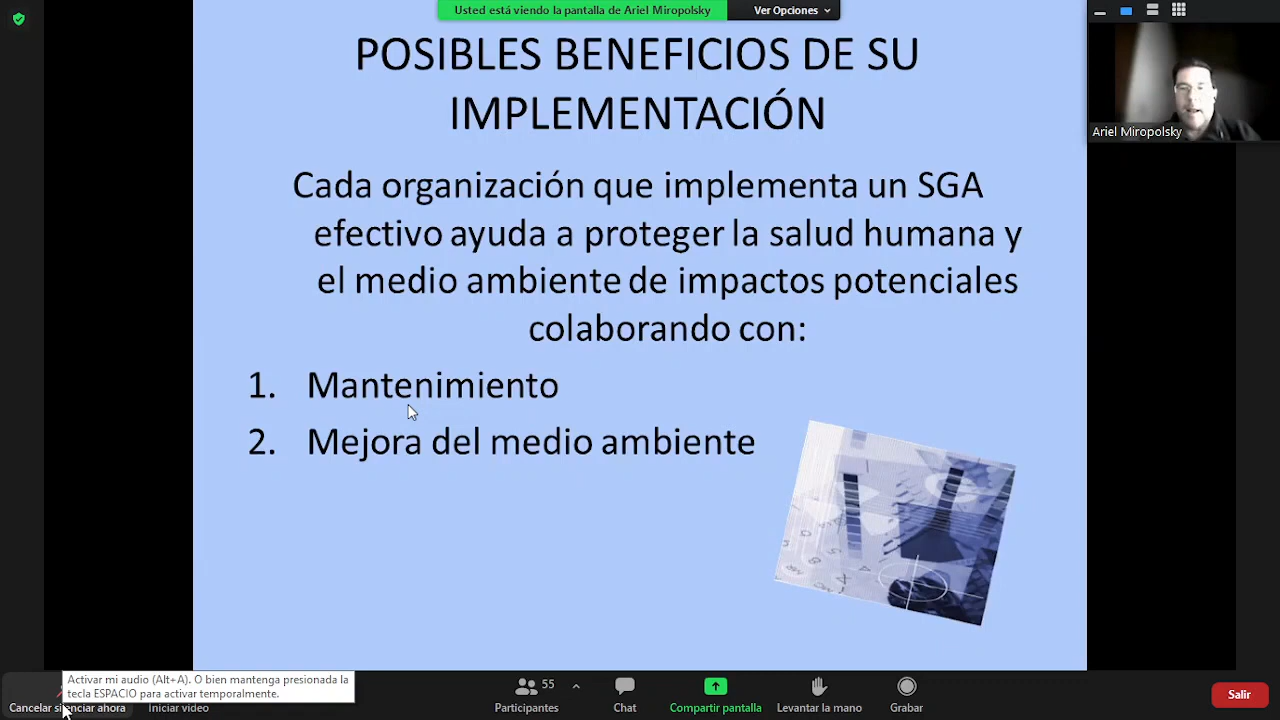 Usted está viendo la pantalla de Ariel Miropolsky
Ver Opciones
POSIBLES BENEFICIOS DE SU
IMPLEMENTACIÓN
Ariel Miropolsky
Cada organización que implementa un SGA
efectivo ayuda a proteger la salud humana y
el medio ambiente de impactos potenciales
colaborando con:
1. Mantenimiento
2. Mejora del medio ambiente
Activar mi audio (Alt+A). O bien mantenga presionada la
tecla ESPACIO para activar temporalmente.
55
Cancelar silenciar ahora
Iniciar video
Participantes
Chat
Compartir pantalla
Levantar la mano
Grabar
Salir